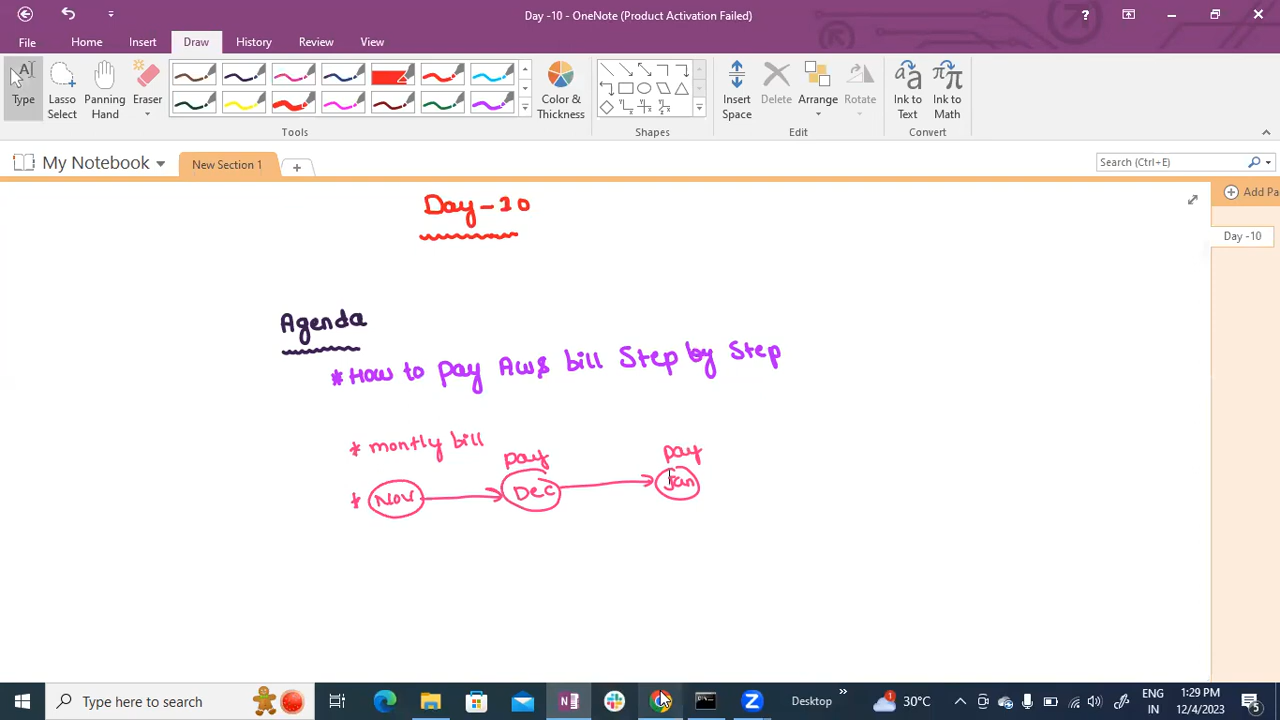 Day -10 - OneNote (Product Activation Failed)
File Home Insert Draw History Review View
Type
Lasso Select
Panning Hand
Eraser
Color & Thickness
Insert Space
Delete
Arrange
Rotate
Ink to Text
Ink to Math
Tools
Shapes
Edit
Convert
My Notebook
New Section 1
Search (Ctrl+E)
Add Pa
Day -10
Day-10
Agenda
*How to pay AWS bill Step by Step
* montly bill
pay pay
* Nov Dec Jan
Type here to search
Desktop
30°C
ENG
IN
1:29 PM
12/4/2023
1
5